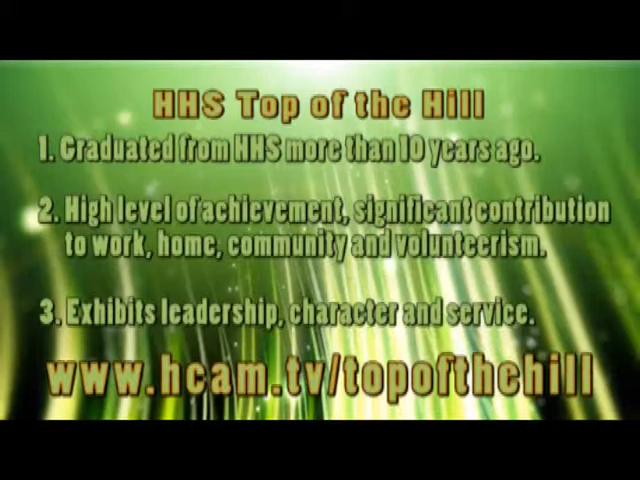 HHS Top of the Hill
1. Graduated from HHS more than 10 years ago.
2. High level of achievement, significant contribution
to work, home, community and volunteerism.
3. Exhibits leadership, character and service.
www.hcam.tv/topofthehill